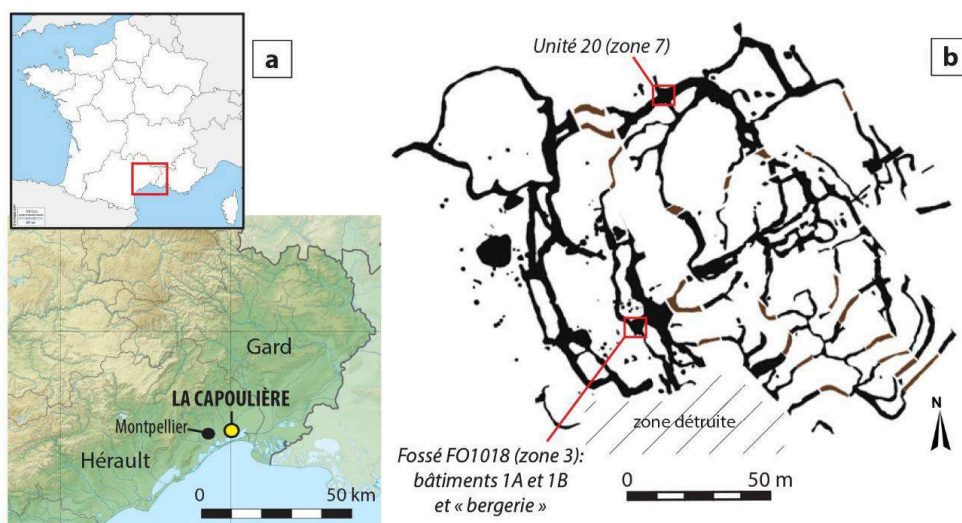 a
Gard
LA CAPOULIÈRE
Montpellier
Hérault
0 50 km
b
Unité 20 (zone 7)
zone détruite
N
Fossé FO1018 (zone 3):
bâtiments 1A et 1B
et « bergerie »
0 50 m